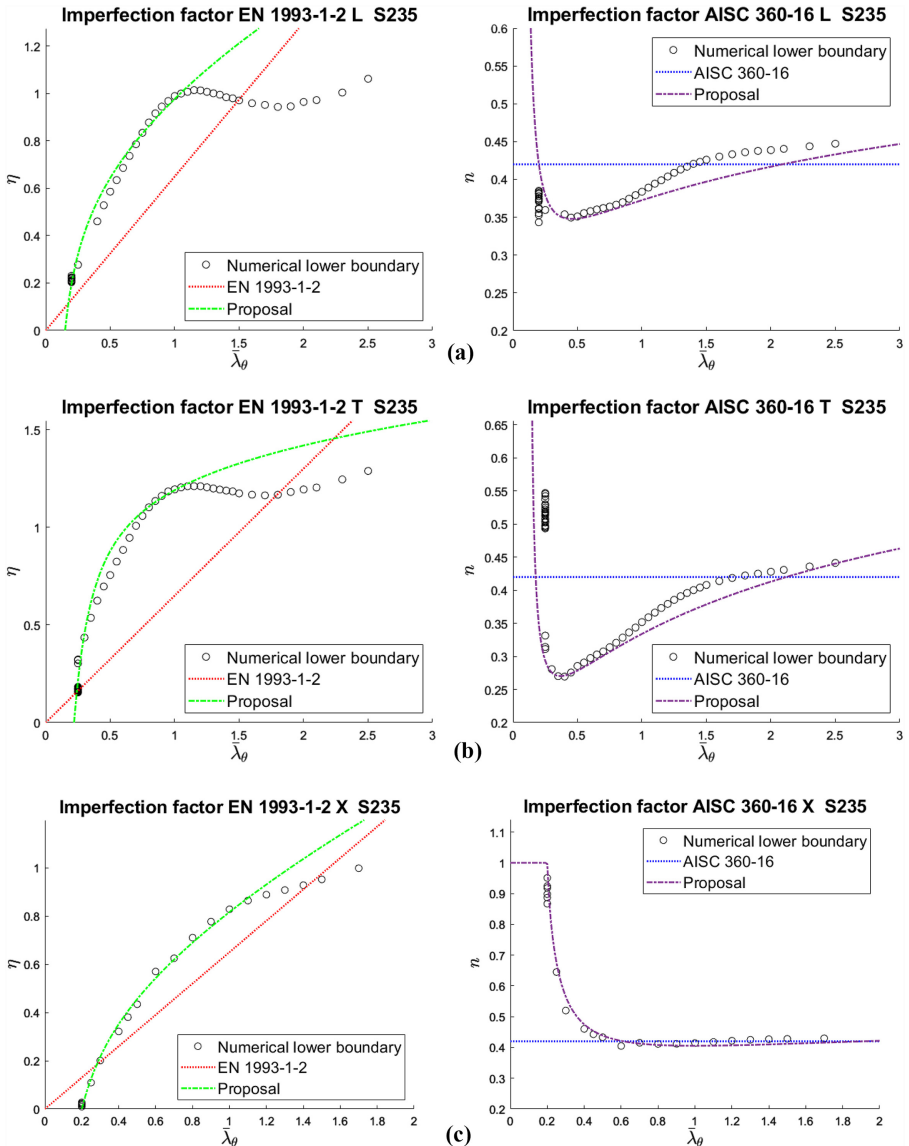 Imperfection factor EN 1993-1-2 L S235
1
0.8
0.6
0.4
0.2
0
η
0 0.5 1 1.5 2 2.5 3
λ̄θ
Numerical lower boundary
EN 1993-1-2
Proposal
Imperfection factor AISC 360-16 L S235
0.6
0.55
0.5
0.45
0.4
0.35
0.3
0.25
0.2
n
0 0.5 1 1.5 2 2.5 3
λ̄θ
Numerical lower boundary
AISC 360-16
Proposal
(a)
Imperfection factor EN 1993-1-2 T S235
1.5
1
0.5
0
η
0 0.5 1 1.5 2 2.5 3
λ̄θ
Numerical lower boundary
EN 1993-1-2
Proposal
Imperfection factor AISC 360-16 T S235
0.65
0.6
0.55
0.5
0.45
0.4
0.35
0.3
0.25
0.2
n
0 0.5 1 1.5 2 2.5 3
λ̄θ
Numerical lower boundary
AISC 360-16
Proposal
(b)
Imperfection factor EN 1993-1-2 X S235
1
0.8
0.6
0.4
0.2
0
η
0 0.2 0.4 0.6 0.8 1 1.2 1.4 1.6 1.8 2
λ̄θ
Numerical lower boundary
EN 1993-1-2
Proposal
Imperfection factor AISC 360-16 X S235
1.1
1
0.9
0.8
0.7
0.6
0.5
0.4
0.3
0.2
n
0 0.2 0.4 0.6 0.8 1 1.2 1.4 1.6 1.8 2
λ̄θ
Numerical lower boundary
AISC 360-16
Proposal
(c)